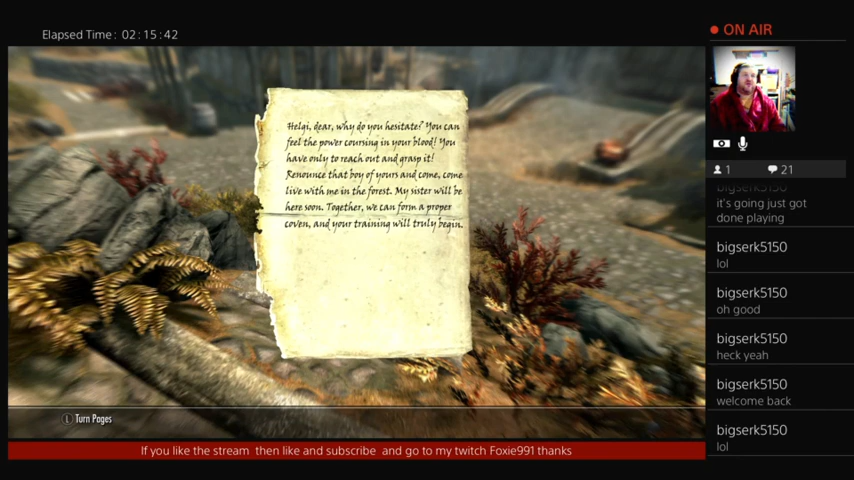 Elapsed Time: 02:15:42
ON AIR
Helgi, dear, why do you hesitate? You can
feel the power coursing in your blood! You
have only to reach out and grasp it!
Renounce that boy of yours and come, come
live with me in the forest. My sister will be
here soon. Together, we can form a proper
coven, and your training will truly begin.
L Turn Pages
If you like the stream then like and subscribe and go to my twitch Foxie991 thanks
1
21
bigserk5150
it's going just got
done playing
bigserk5150
lol
bigserk5150
oh good
bigserk5150
heck yeah
bigserk5150
welcome back
bigserk5150
lol